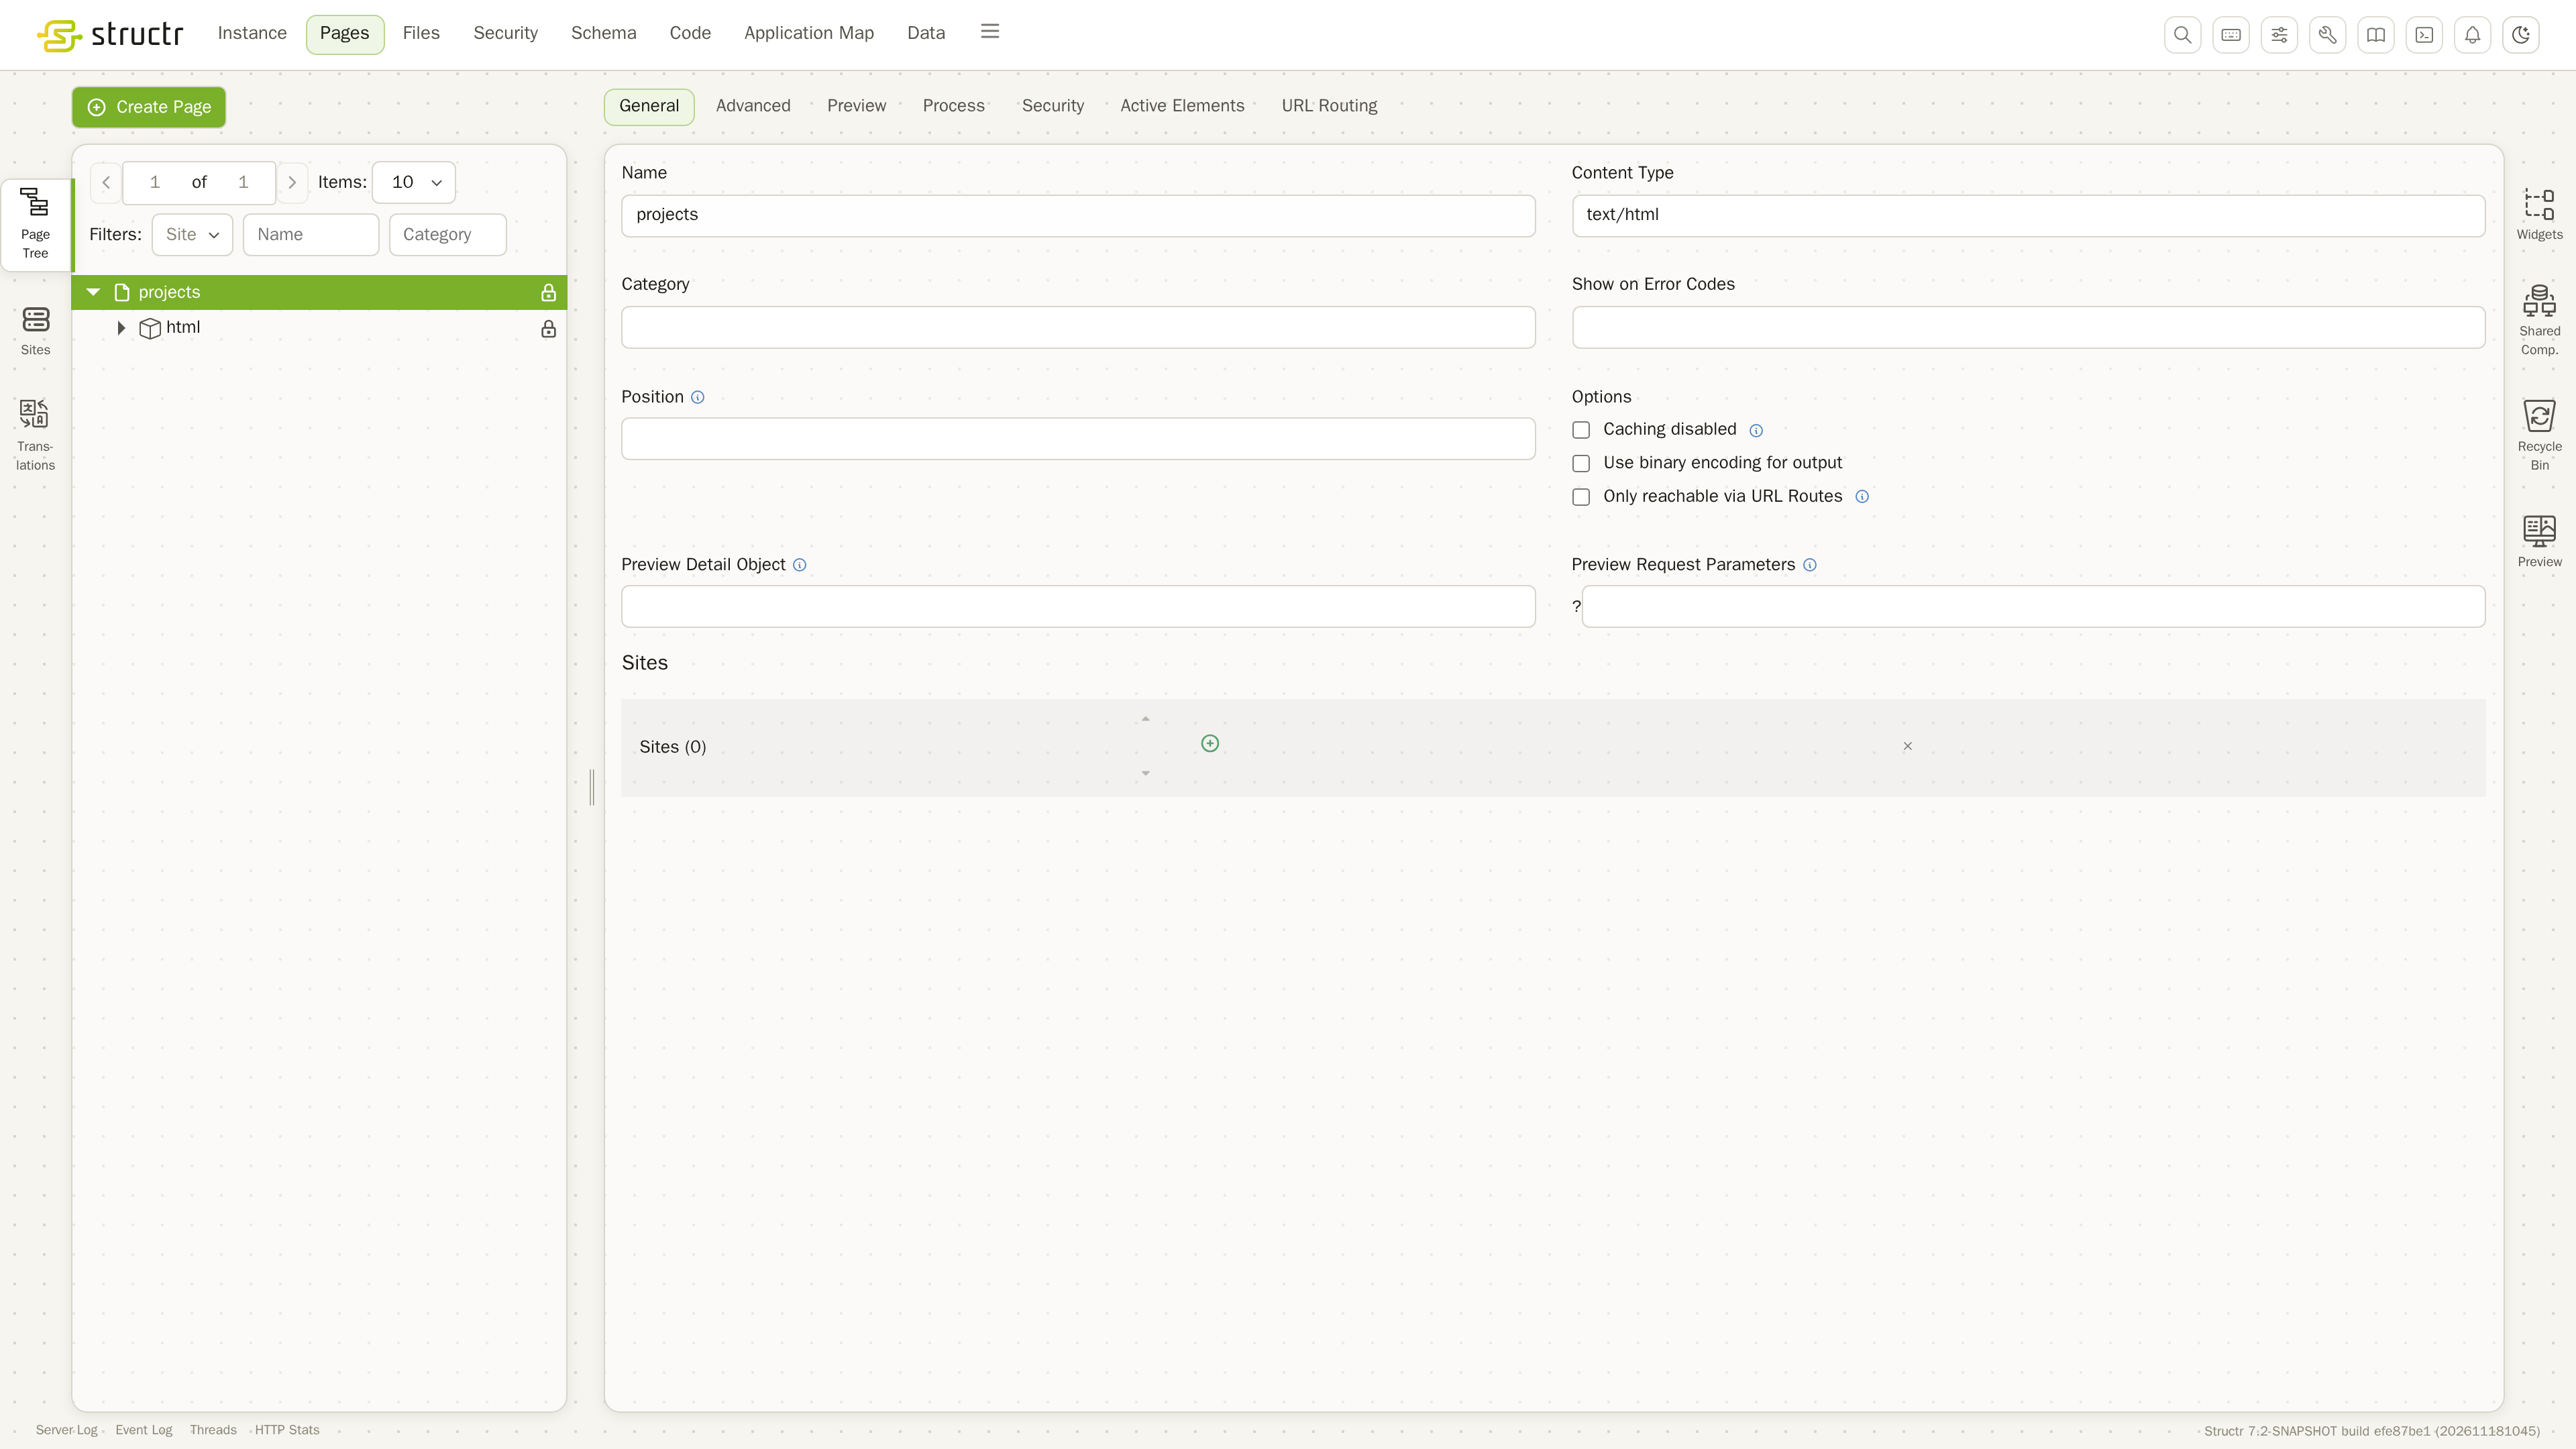 structr Instance Pages Files Security Schema Code Application Map Data
Create Page
General Advanced Preview Process Security Active Elements URL Routing
1 of 1 Items: 10
Filters: Site Name Category
projects
html
Page
Tree
Sites
Trans-
lations
Name
projects
Content Type
text/html
Category
Show on Error Codes
Position
Options
Caching disabled
Use binary encoding for output
Only reachable via URL Routes
Preview Detail Object
Preview Request Parameters
?
Sites
Sites (0)
Widgets
Shared
Comp.
Recycle
Bin
Preview
Server Log Event Log Threads HTTP Stats
Structr 7.2-SNAPSHOT build efe87be1 (202611181045)